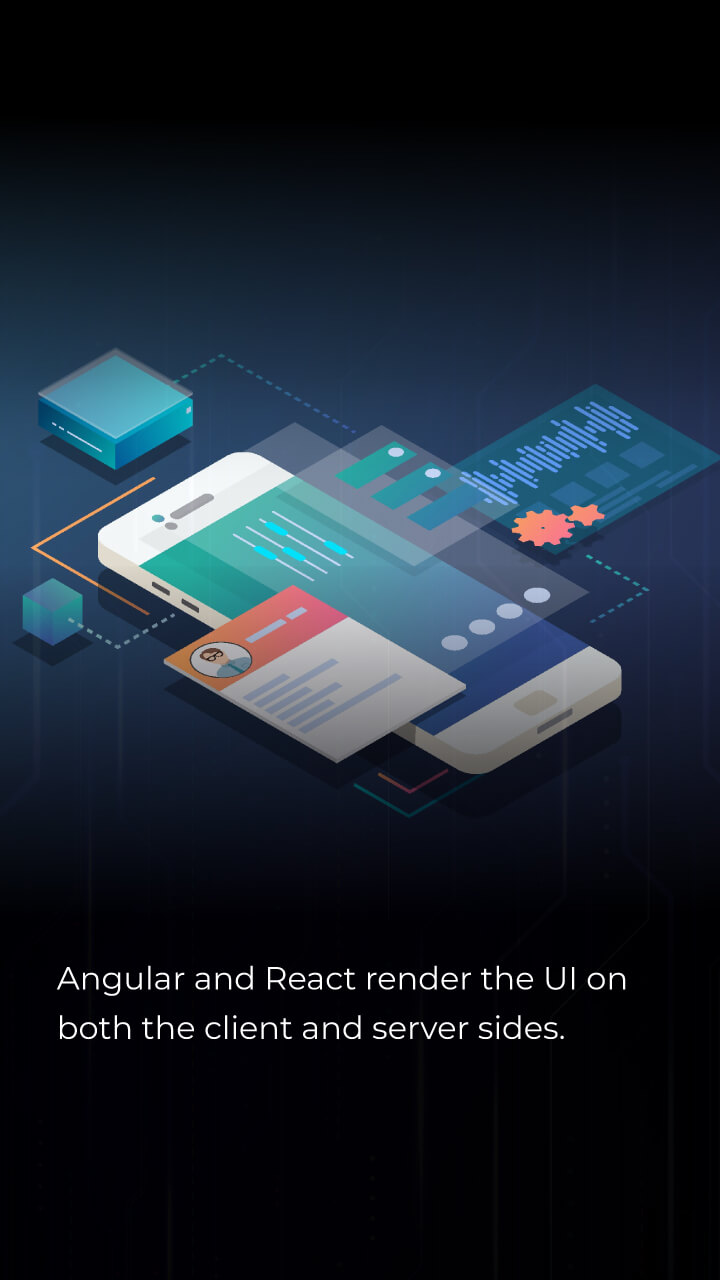 Angular and React render the UI on
both the client and server sides.